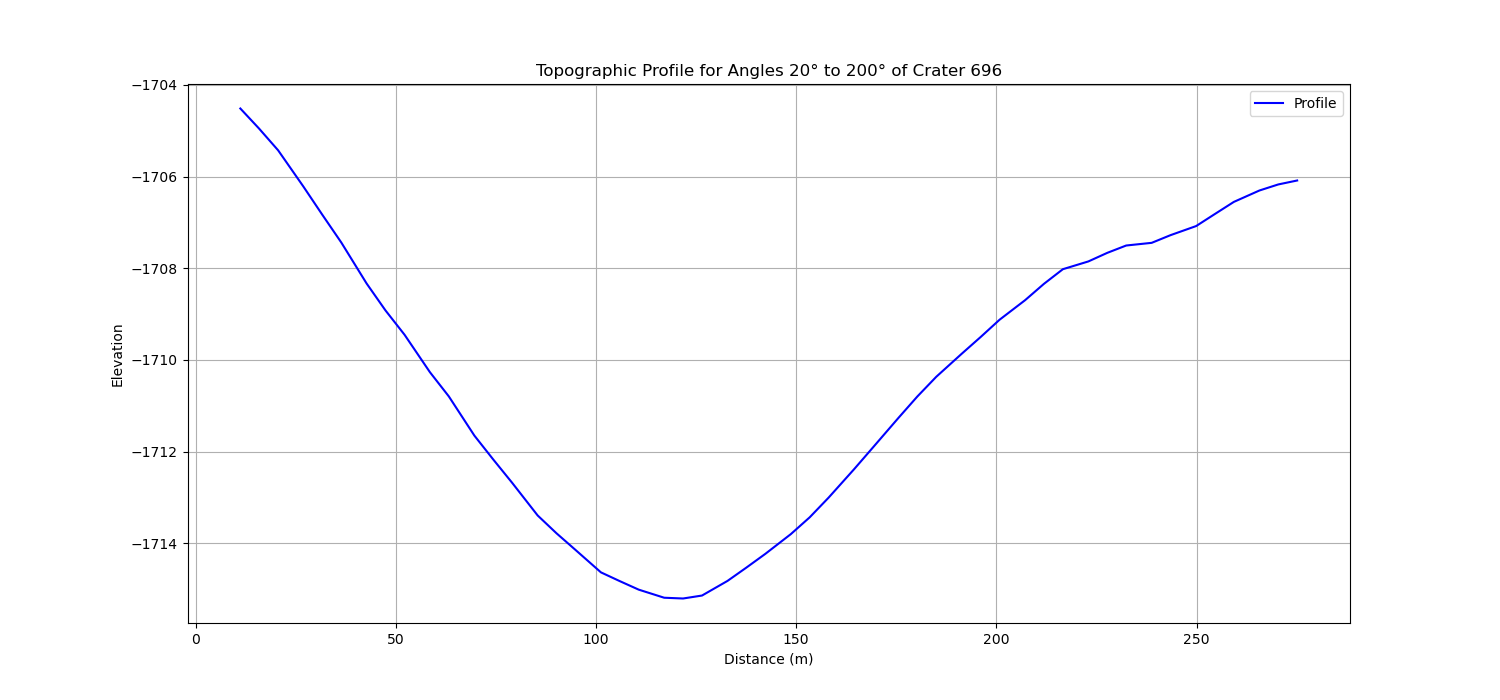 Topographic Profile for Angles 20° to 200° of Crater 696
Profile
−1704
−1706
−1708
−1710
−1712
−1714
Elevation
0 50 100 150 200 250
Distance (m)